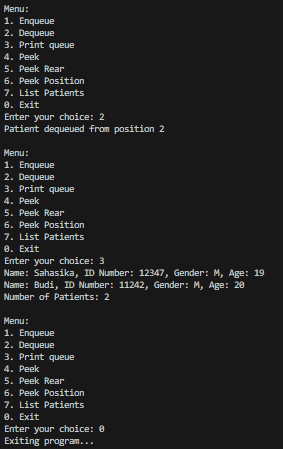 Menu:
1. Enqueue
2. Dequeue
3. Print queue
4. Peek
5. Peek Rear
6. Peek Position
7. List Patients
0. Exit
Enter your choice: 2
Patient dequeued from position 2
Menu:
1. Enqueue
2. Dequeue
3. Print queue
4. Peek
5. Peek Rear
6. Peek Position
7. List Patients
0. Exit
Enter your choice: 3
Name: Sahasika, ID Number: 12347, Gender: M, Age: 19
Name: Budi, ID Number: 11242, Gender: M, Age: 20
Number of Patients: 2
Menu:
1. Enqueue
2. Dequeue
3. Print queue
4. Peek
5. Peek Rear
6. Peek Position
7. List Patients
0. Exit
Enter your choice: 0
Exiting program...